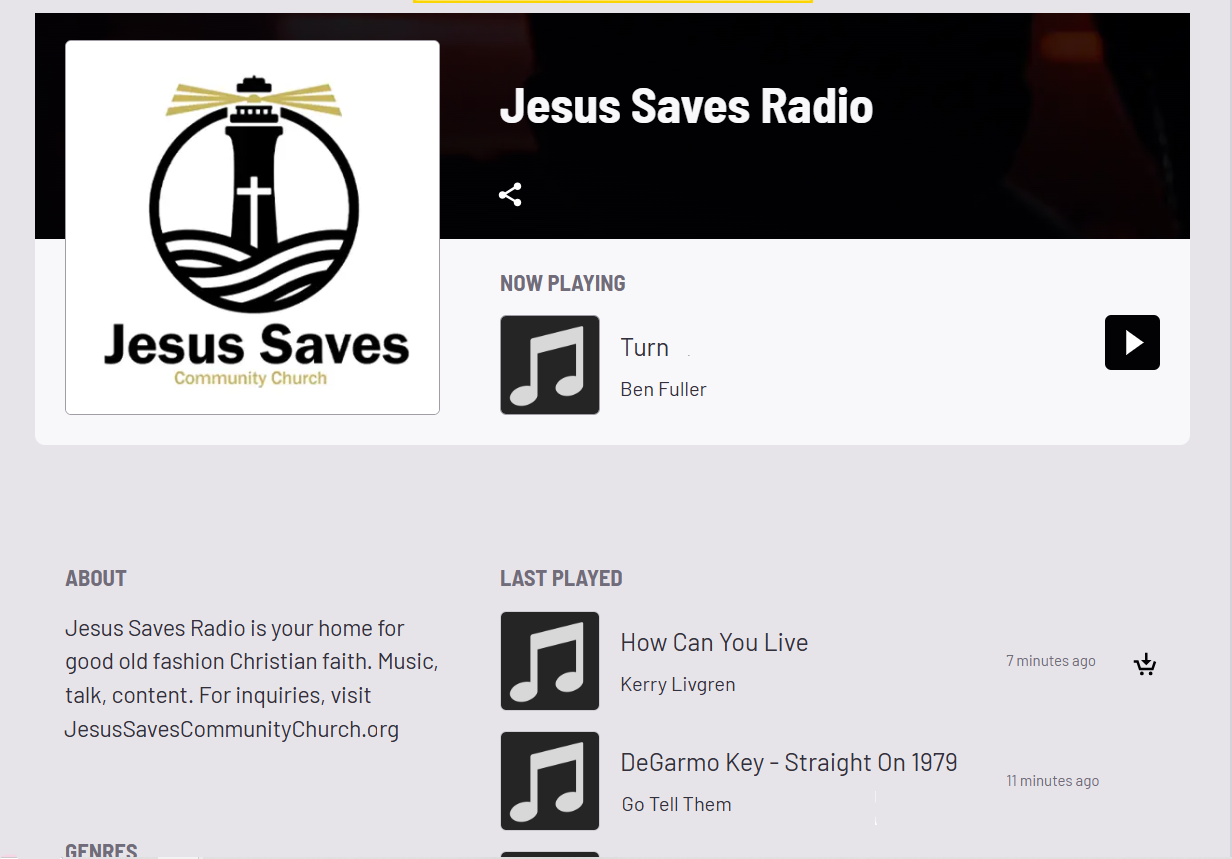 Jesus Saves Radio
Jesus Saves
Community Church
NOW PLAYING
Turn
Ben Fuller
ABOUT
Jesus Saves Radio is your home for
good old fashion Christian faith. Music,
talk, content. For inquiries, visit
JesusSavesCommunityChurch.org
GENRES
LAST PLAYED
How Can You Live
Kerry Livgren
7 minutes ago
DeGarmo Key - Straight On 1979
Go Tell Them
11 minutes ago